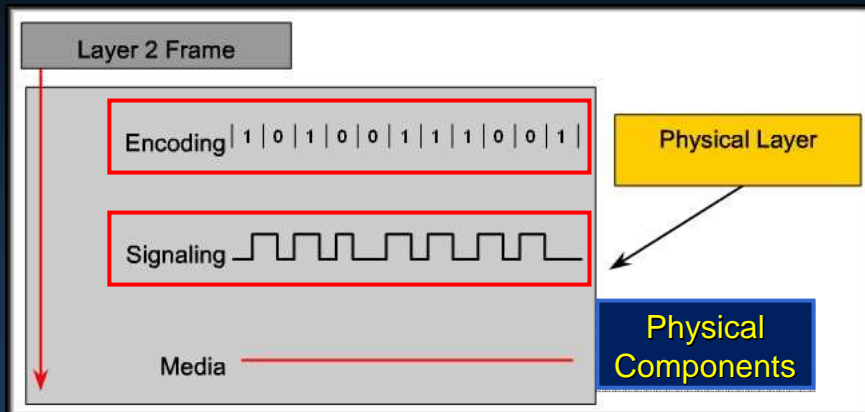 Layer 2 Frame
Encoding | 1 | 0 | 1 | 0 | 0 | 1 | 1 | 1 | 0 | 0 | 1 |
Physical Layer
Signaling
Physical
Components
Media